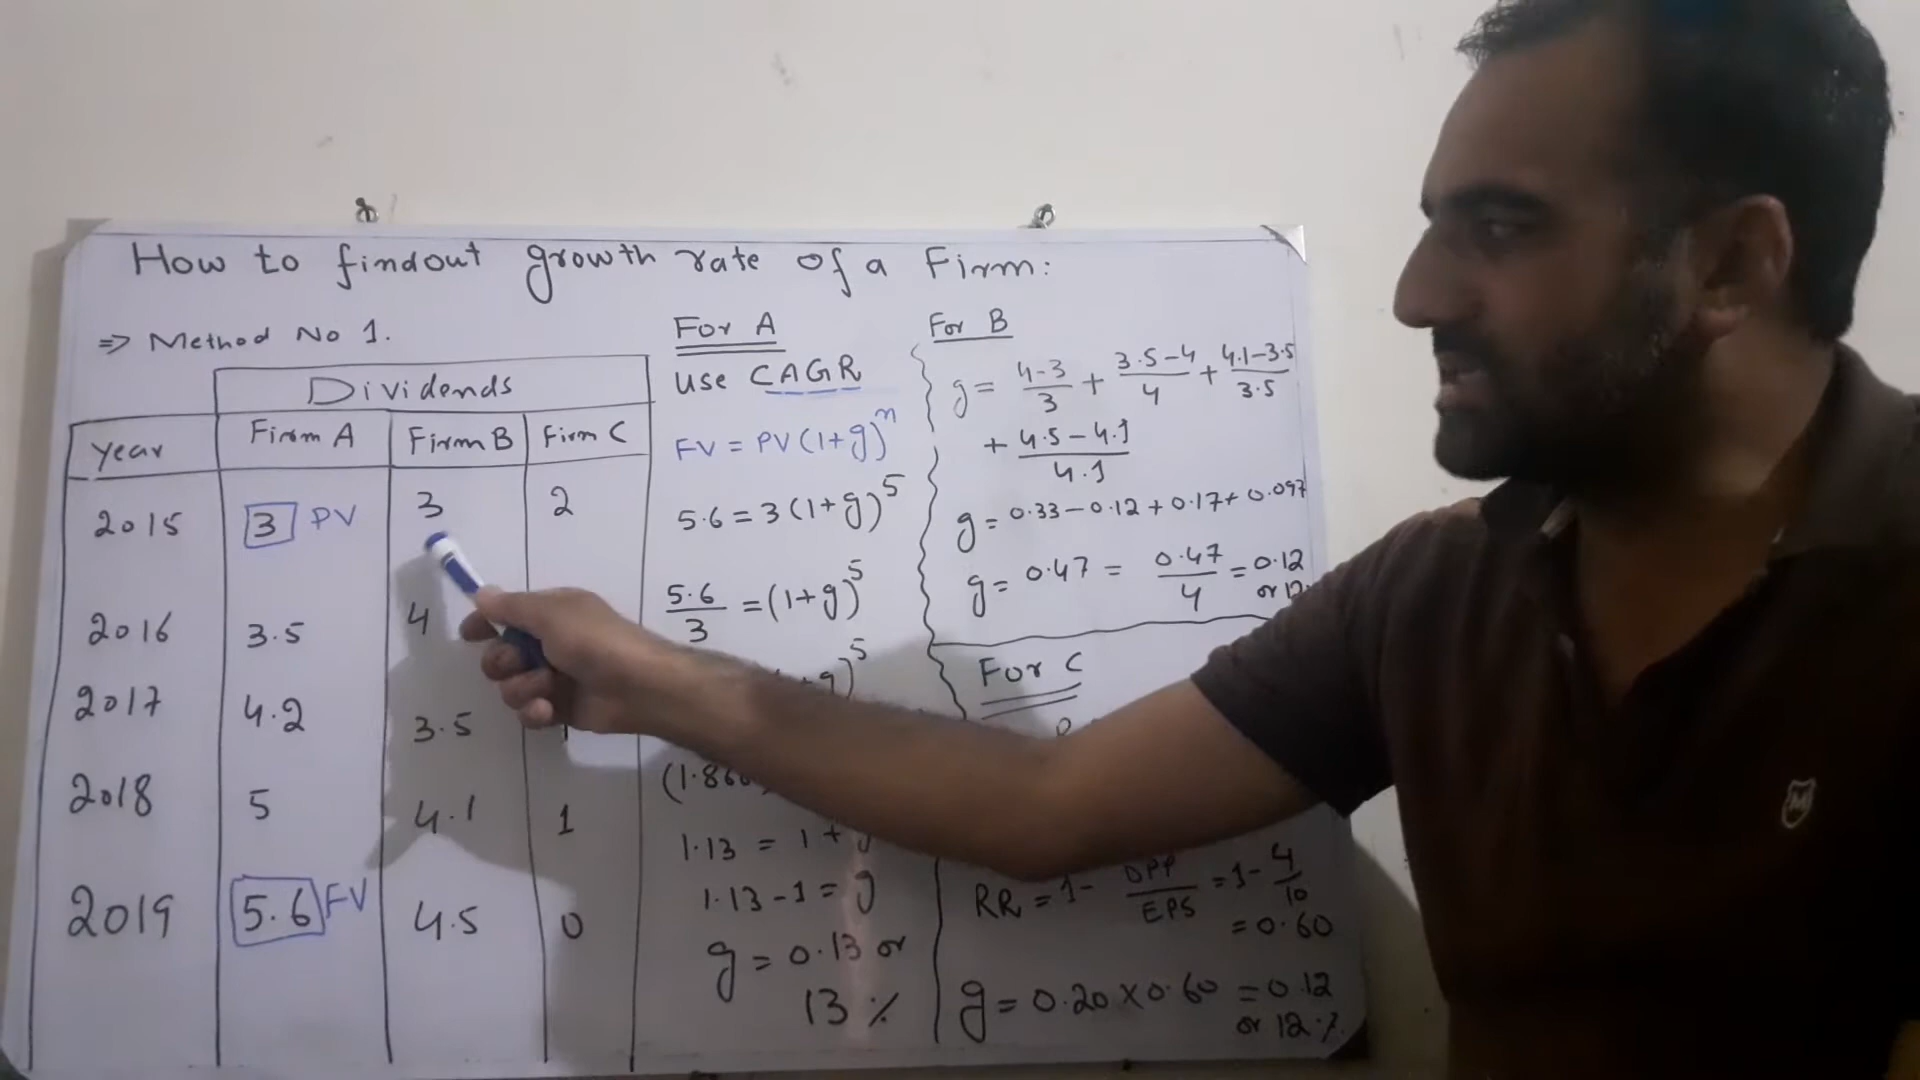 How to findout growth rate of a Firm:
⇒ Method No 1.
Dividends
Year Firm A Firm B Firm C
2015 3 PV 3 2
2016 3.5 4
2017 4.2 3.5 1
2018 5 4.1 1
2019 5.6 FV 4.5 0
For A
use CAGR
FV = PV(1+g)^n
5.6 = 3(1+g)^5
5.6/3 = (1+g)^5
+g)^5
(1.866
1.13 = 1 + g
1.13 - 1 = g
g = 0.13 or
13 %
For B
g = 4-3/3 + 3.5-4/4 + 4.1-3.5/3.5
+ 4.5-4.1/4.1
g = 0.33 - 0.12 + 0.17 + 0.097
g = 0.47 = 0.47/4 = 0.12
or 12
For C
RR = 1 - DPP/EPS = 1 - 4/10
= 0.60
g = 0.20 x 0.60 = 0.12
or 12 %.
M